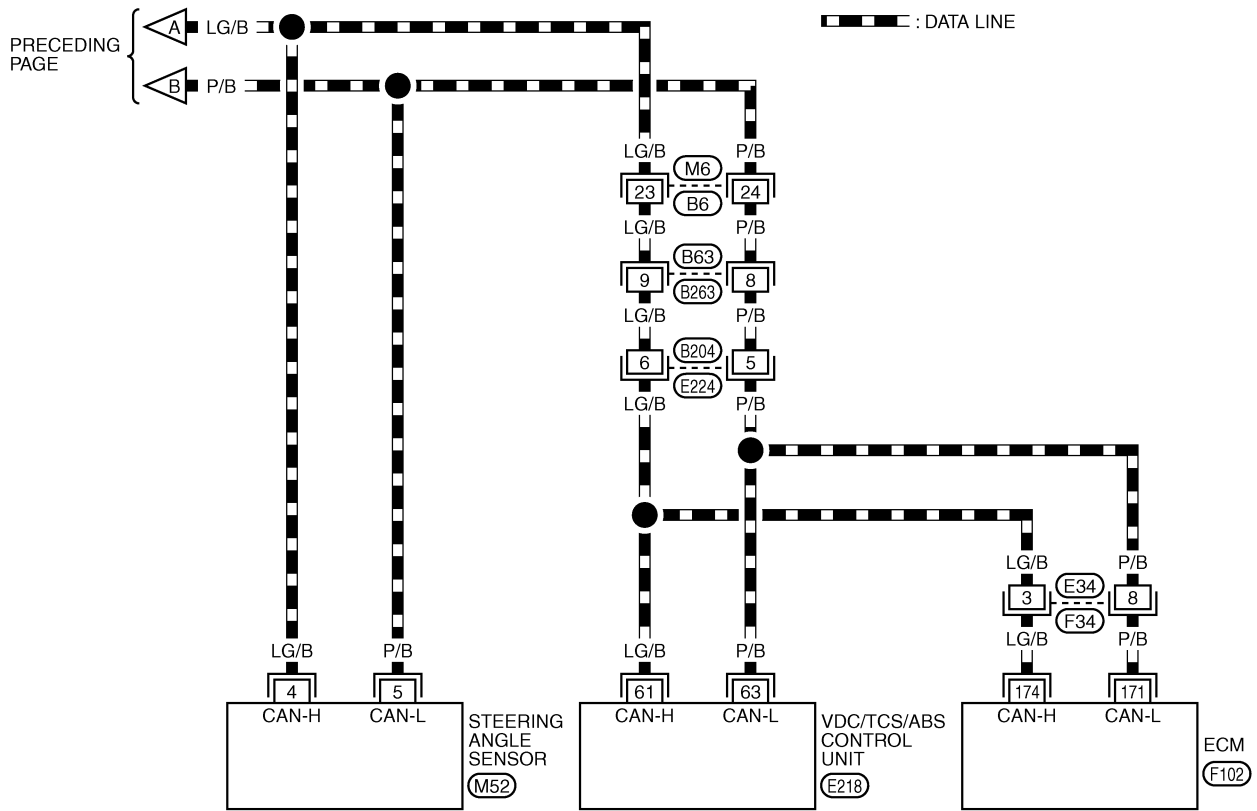 A LG/B
: DATA LINE
PRECEDING
PAGE
B P/B
LG/B P/B
M6
23 24
B6
LG/B P/B
B63
9 8
B263
LG/B P/B
B204
6 5
E224
LG/B P/B
LG/B P/B
E34
3 8
F34
LG/B P/B
LG/B P/B
LG/B P/B
4 5
61 63
174 171
CAN-H CAN-L
CAN-H CAN-L
CAN-H CAN-L
STEERING
ANGLE
SENSOR
M52
VDC/TCS/ABS
CONTROL
UNIT
E218
ECM
F102